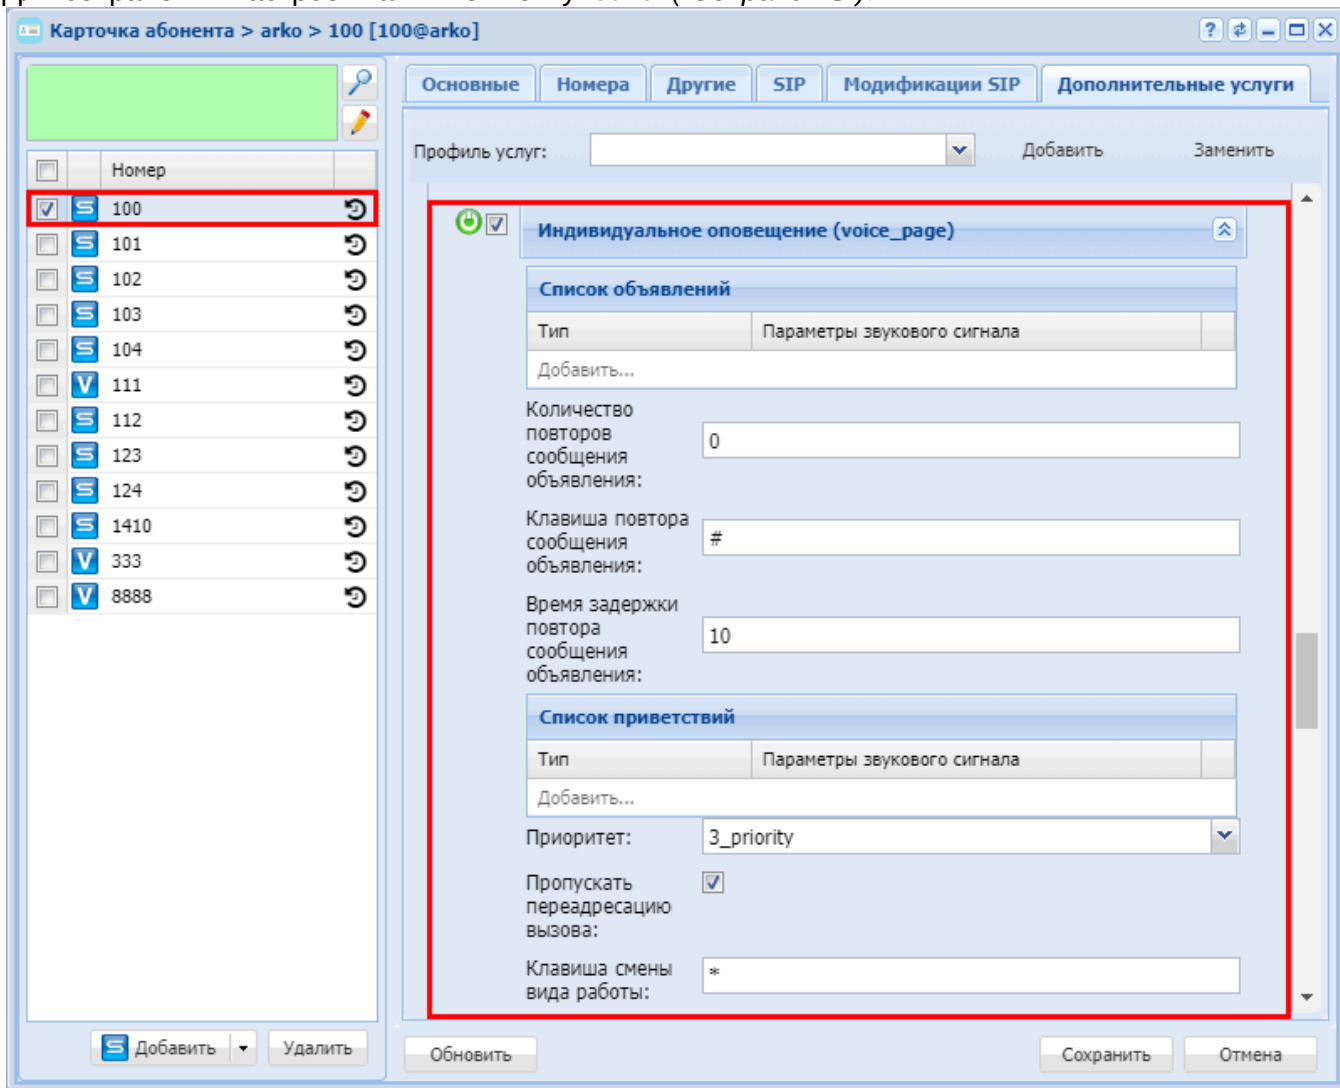 Карточка абонента > arko > 100 [100@arko]
Основные Номера Другие SIP Модификации SIP Дополнительные услуги
Профиль услуг: Добавить Заменить
Номер
100
101
102
103
104
111
112
123
124
1410
333
8888
Добавить Удалить
Индивидуальное оповещение (voice_page)
Список объявлений
Тип Параметры звукового сигнала
Добавить...
Количество
повторов
сообщения
объявления:
0
Клавиша повтора
сообщения
объявления:
#
Время задержки
повтора
сообщения
объявления:
10
Список приветствий
Тип Параметры звукового сигнала
Добавить...
Приоритет: 3_priority
Пропускать
переадресацию
вызова:
Клавиша смены
вида работы:
*
Обновить Сохранить Отмена